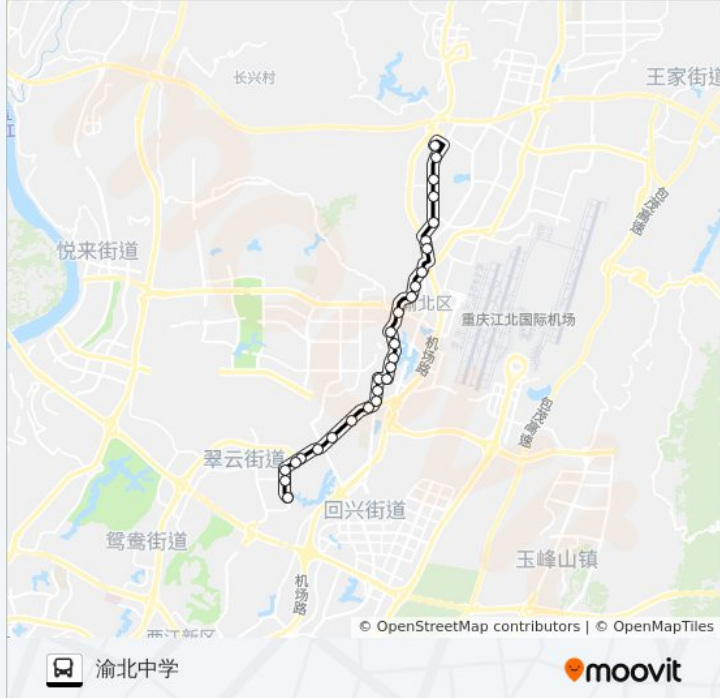 长兴村
王家街道
江
包茂高速
悦来街道
渝北区
重庆江北国际机场
机场路
包茂高速
翠云街道
回兴街道
鸳鸯街道
玉峰山镇
机场路
两江新区
© OpenStreetMap contributors | © OpenMapTiles
渝北中学
moovit